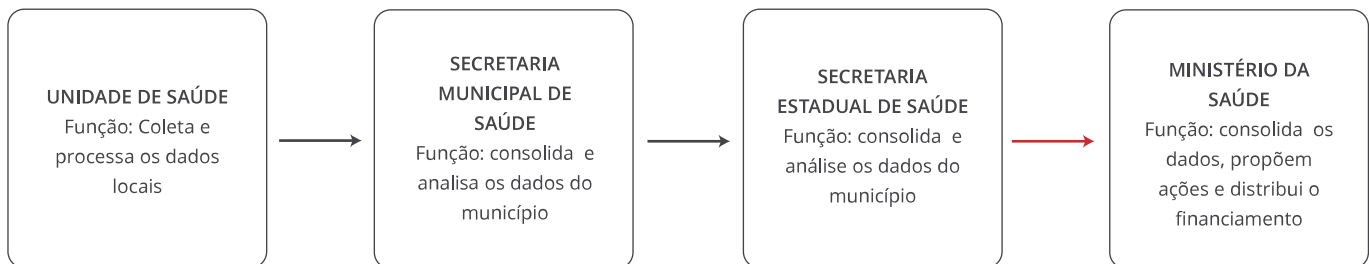 UNIDADE DE SAÚDE
Função: Coleta e
processa os dados
locais
SECRETARIA
MUNICIPAL DE
SAÚDE
Função: consolida e
analisa os dados do
município
SECRETARIA
ESTADUAL DE SAÚDE
Função: consolida e
análise os dados do
município
MINISTÉRIO DA
SAÚDE
Função: consolida os
dados, propõem
ações e distribui o
financiamento